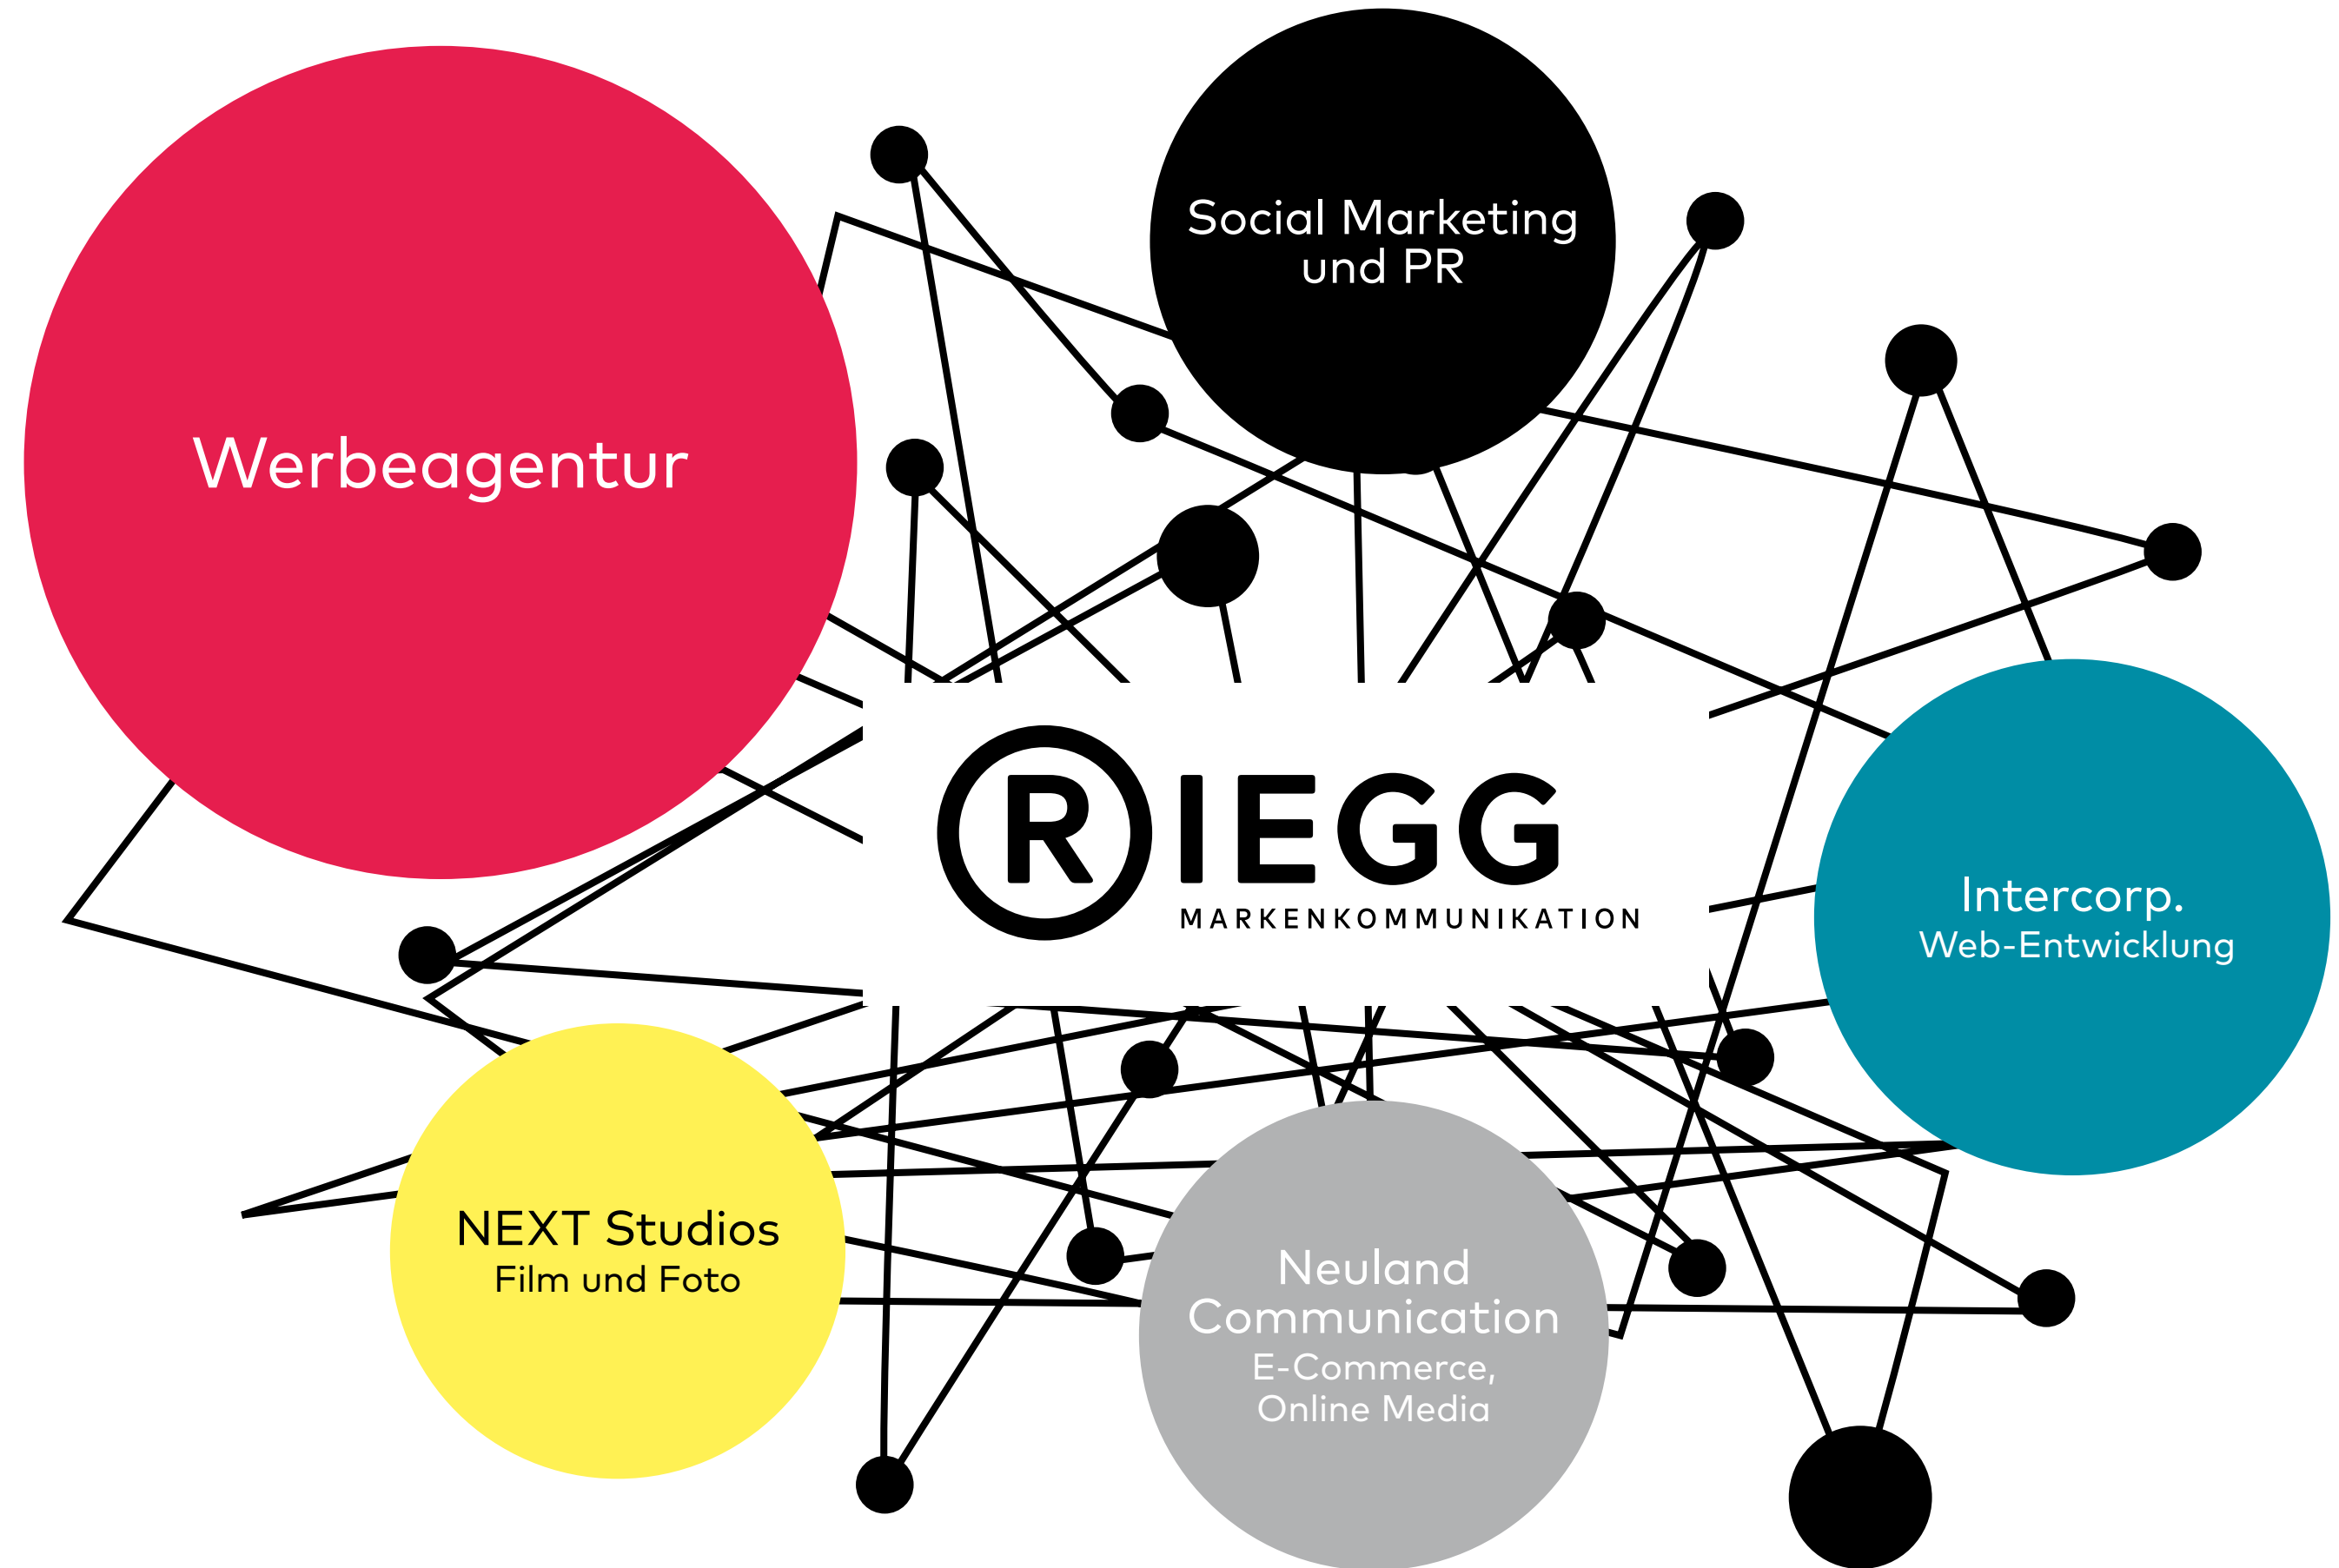 Social Marketing
und PR
Werbeagentur
RIEGG
MARKENKOMMUNIKATION
Intercorp.
Web-Entwicklung
NEXT Studios
Film und Foto
Neuland
Communication
E-Commerce,
Online Media